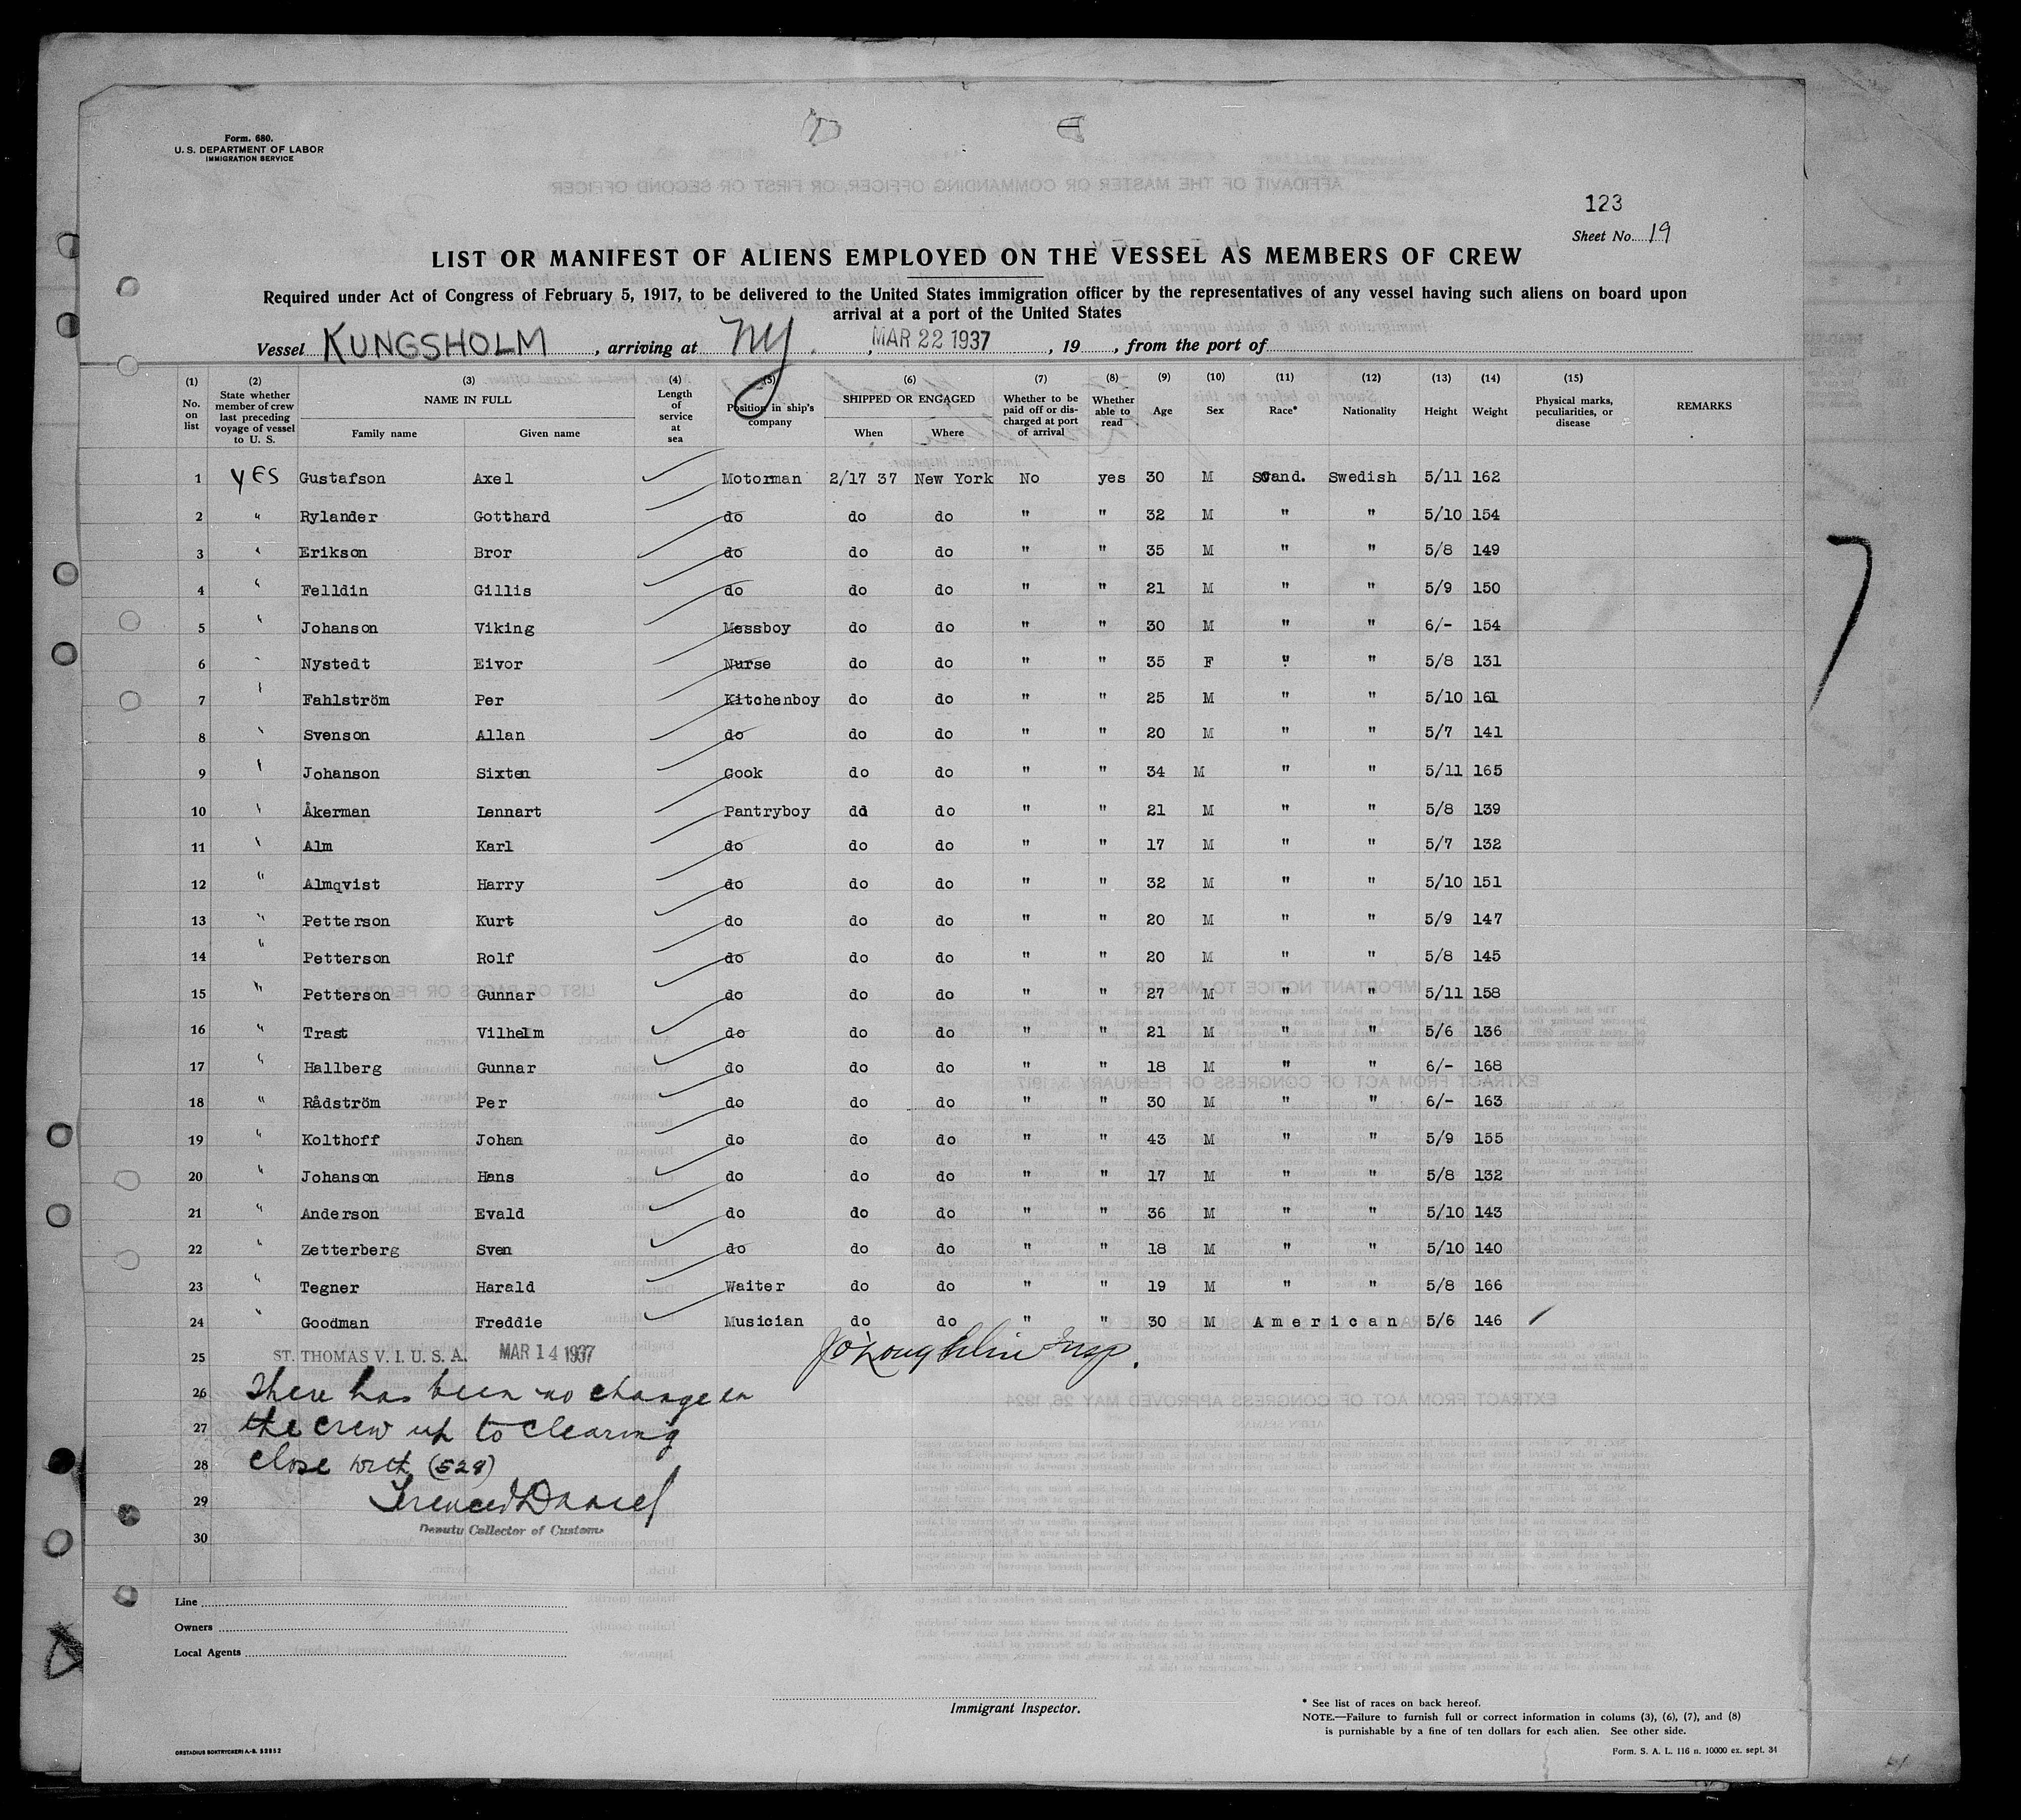 Form. 680.
U. S. DEPARTMENT OF LABOR
IMMIGRATION SERVICE
123
Sheet No. 19
LIST OR MANIFEST OF ALIENS EMPLOYED ON THE VESSEL AS MEMBERS OF CREW
Required under Act of Congress of February 5, 1917, to be delivered to the United States immigration officer by the representatives of any vessel having such aliens on board upon
arrival at a port of the United States
Vessel KUNGSHOLM, arriving at NY., MAR 22 1937, 19, from the port of
(1) No. on list (2) State whether member of crew last preceding voyage of vessel to U. S. (3) NAME IN FULL Family name Given name (4) Length of service at sea (5) Position in ship's company (6) SHIPPED OR ENGAGED When Where (7) Whether to be paid off or discharged at port of arrival (8) Whether able to read (9) Age (10) Sex (11) Race* (12) Nationality (13) Height (14) Weight (15) Physical marks, peculiarities, or disease REMARKS
1 YES Gustafson Axel Motorman 2/17 37 New York No yes 30 M Scand. Swedish 5/11 162
2 " Rylander Gotthard do do do " " 32 M " " 5/10 154
3 " Erikson Bror do do do " " 35 M " " 5/8 149
4 " Felldin Gillis do do do " " 21 M " " 5/9 150
5 " Johanson Viking Messboy do do " " 30 M " " 6/- 154
6 " Nystedt Eivor Nurse do do " " 35 F " " 5/8 131
7 " Fahlström Per Kitchenboy do do " " 25 M " " 5/10 161
8 " Svenson Allan do do do " " 20 M " " 5/7 141
9 " Johanson Sixten Cook do do " " 34 M " " 5/11 165
10 " Åkerman Lennart Pantryboy do do " " 21 M " " 5/8 139
11 " Alm Karl do do do " " 17 M " " 5/7 132
12 " Almqvist Harry do do do " " 32 M " " 5/10 151
13 " Petterson Kurt do do do " " 20 M " " 5/9 147
14 " Petterson Rolf do do do " " 20 M " " 5/8 145
15 " Petterson Gunnar do do do " " 27 M " " 5/11 158
16 " Trast Vilhelm do do do " " 21 M " " 5/6 136
17 " Hallberg Gunnar do do do " " 18 M " " 6/- 168
18 " Rådström Per do do do " " 30 M " " 6/- 163
19 " Kolthoff Johan do do do " " 43 M " " 5/9 155
20 " Johanson Hans do do do " " 17 M " " 5/8 132
21 " Anderson Evald do do do " " 36 M " " 5/10 143
22 " Zetterberg Sven do do do " " 18 M " " 5/10 140
23 " Tegner Harald Waiter do do " " 19 M " " 5/8 166
24 " Goodman Freddie Musician do do " " 30 M American 5/6 146
25 ST. THOMAS V. I. U. S. A. MAR 14 1937 J O'Loughlin Insp.
26 There has been no change in
27 the crew up to clearing
28 close with (528)
29
Deputy Collector of Customs
30
Line
Owners
Local Agents
Immigrant Inspector.
* See list of races on back hereof.
NOTE.—Failure to furnish full or correct information in colums (3), (6), (7), and (8)
is punishable by a fine of ten dollars for each alien. See other side.
ORSTADIUS BOKTRYCKERI A.-B. 52852
Form. S. A. L. 116 n. 10000 ex. sept. 34